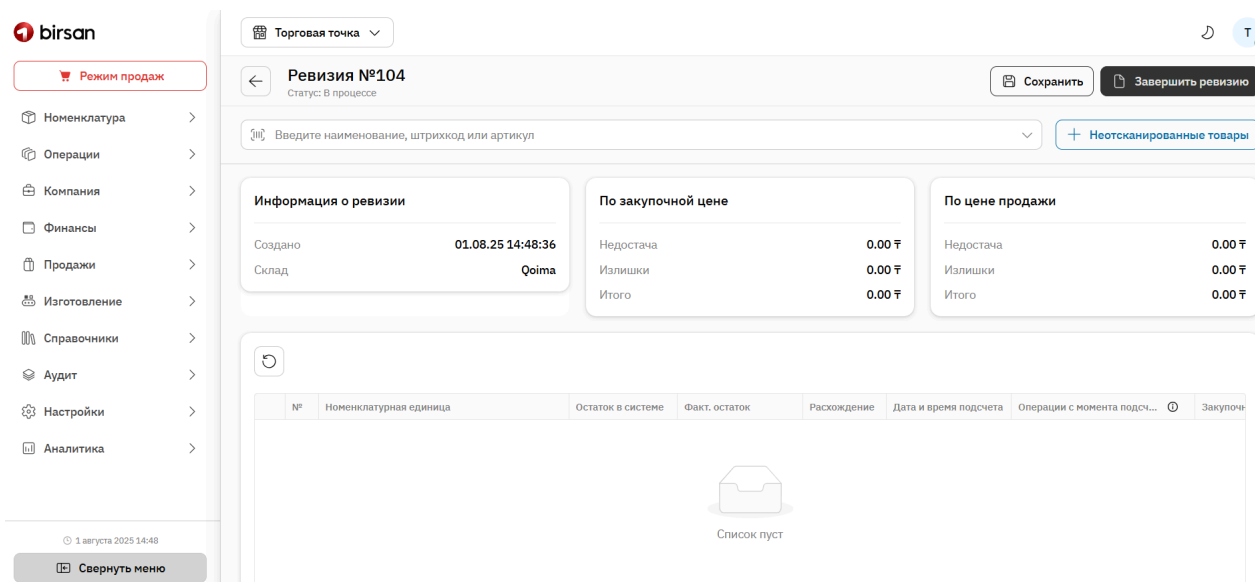 birsan
Торговая точка
Т
Режим продаж
Ревизия №104
Статус: В процессе
Сохранить
Завершить ревизию
Номенклатура
Операции
Компания
Финансы
Продажи
Изготовление
Справочники
Аудит
Настройки
Аналитика
1 августа 2025 14:48
Свернуть меню
Введите наименование, штрихкод или артикул
Неотсканированные товары
Информация о ревизии
Создано 01.08.25 14:48:36
Склад Qoima
По закупочной цене
Недостача 0.00 ₸
Излишки 0.00 ₸
Итого 0.00 ₸
По цене продажи
Недостача 0.00 ₸
Излишки 0.00 ₸
Итого 0.00 ₸
№ Номенклатурная единица Остаток в системе Факт. остаток Расхождение Дата и время подсчета Операции с момента подсч... Закупочн
Список пуст